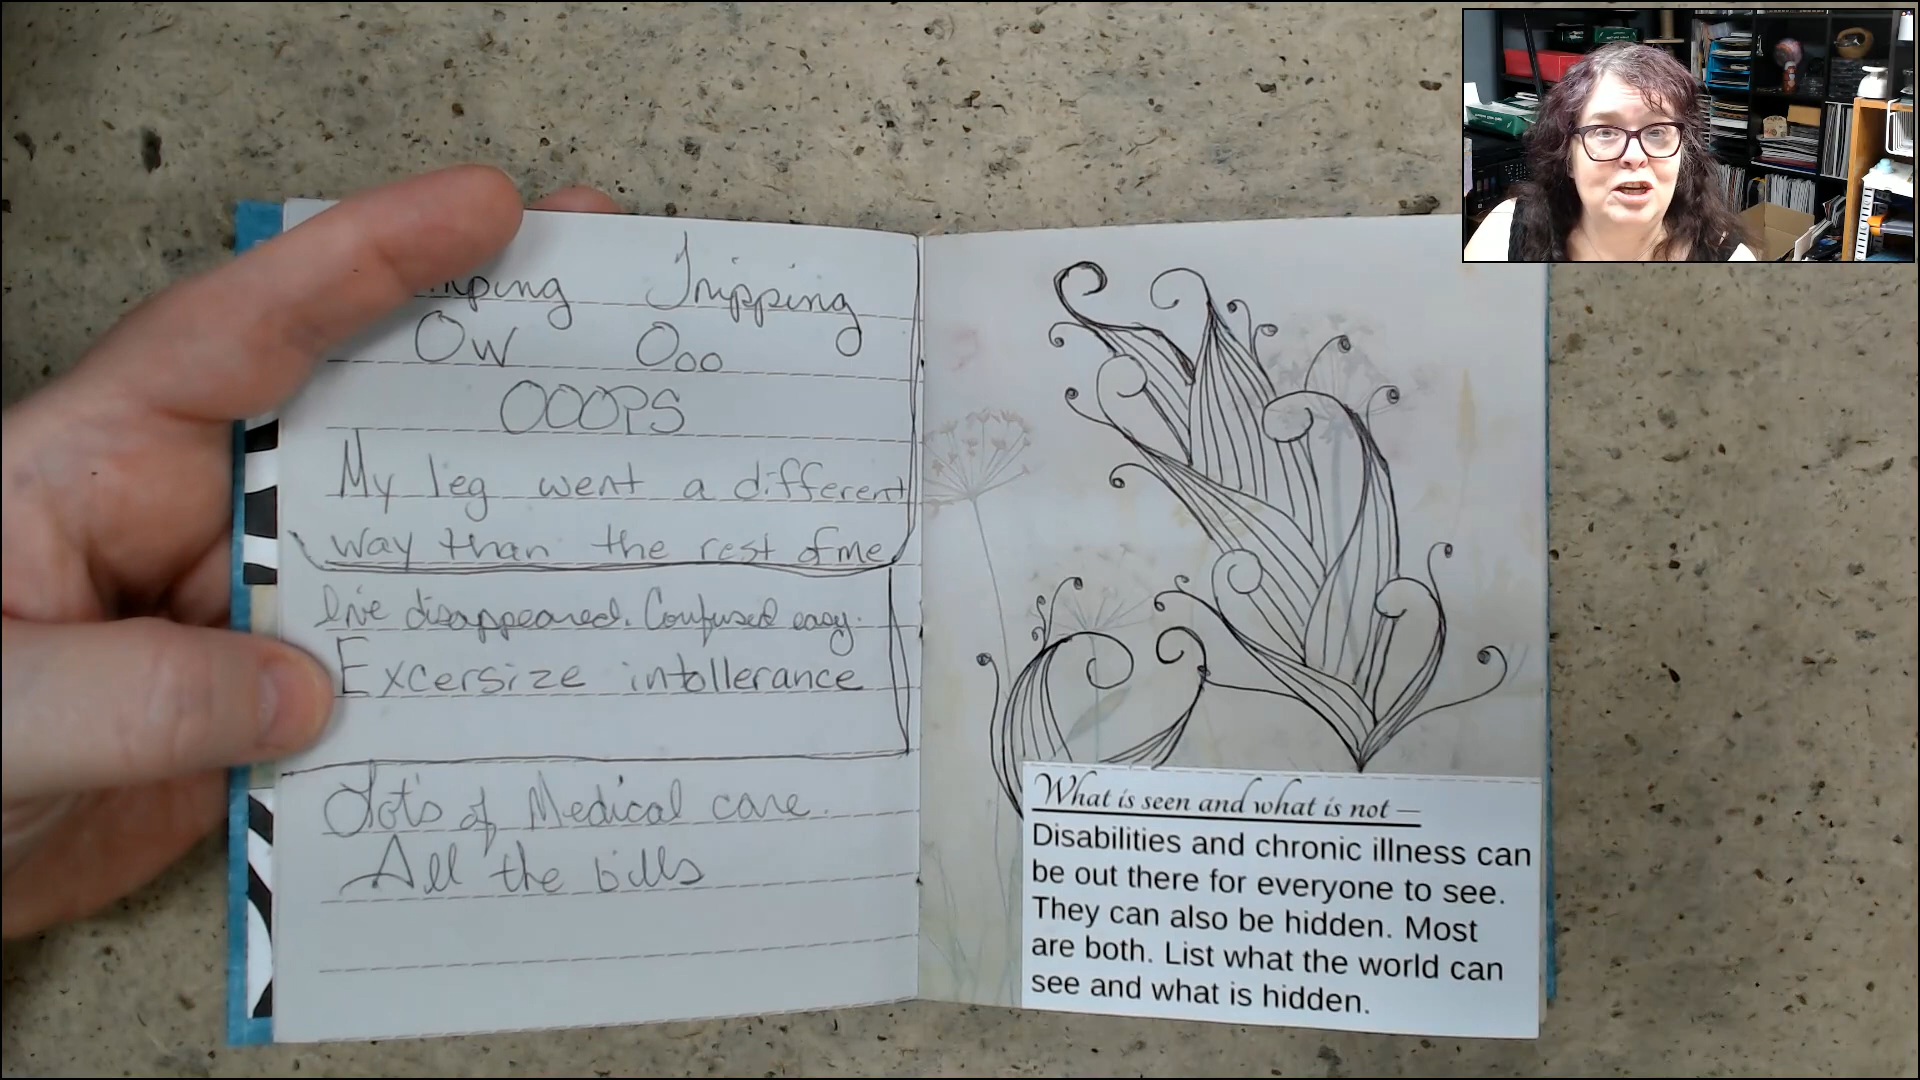 Tripping
Ow Ooo
OOOPS
My leg went a different
way than the rest of me
I've disappeared. Confused easy.
Excersize intollerance
Lots of Medical care.
All the bills
What is seen and what is not —
Disabilities and chronic illness can
be out there for everyone to see.
They can also be hidden. Most
are both. List what the world can
see and what is hidden.